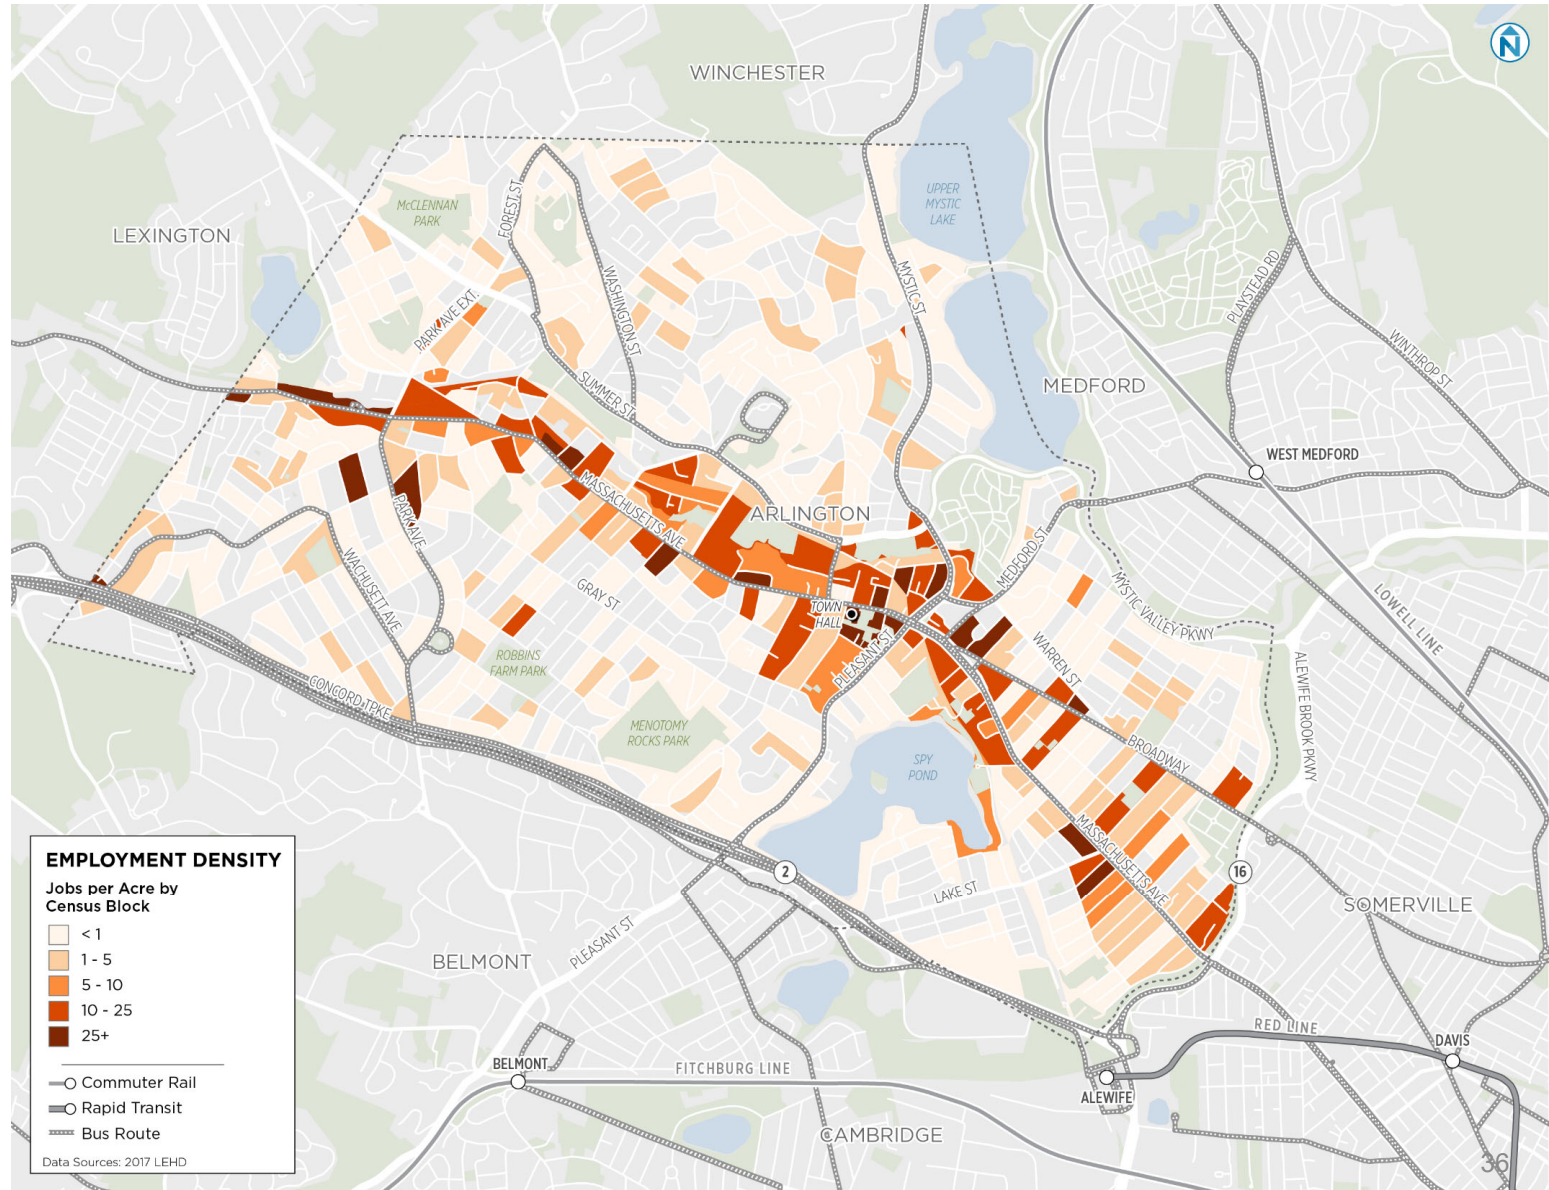 N
WINCHESTER
UPPER
MYSTIC
LAKE
McCLENNAN
PARK
FOREST ST
LEXINGTON
WASHINGTON ST
MYSTIC ST
PLAYSTEAD RD
PARK AVE EXT.
WINTHROP ST
MEDFORD
SUMMER ST
WEST MEDFORD
MASSACHUSETTS AVE
ARLINGTON
PARK AVE
MEDFORD ST
WACHUSETT AVE
GRAY ST
MYSTIC VALLEY PKWY
LOWELL LINE
TOWN
HALL
PLEASANT ST
WARREN ST
ROBBINS
FARM PARK
CONCORD TPKE
ALEWIFE BROOK PKWY
MENOTOMY
ROCKS PARK
BROADWAY
SPY
POND
MASSACHUSETTS AVE
2
16
LAKE ST
SOMERVILLE
PLEASANT ST
BELMONT
RED LINE
DAVIS
BELMONT
FITCHBURG LINE
ALEWIFE
CAMBRIDGE
36
EMPLOYMENT DENSITY
Jobs per Acre by
Census Block
< 1
1 - 5
5 - 10
10 - 25
25+
Commuter Rail
Rapid Transit
Bus Route
Data Sources: 2017 LEHD